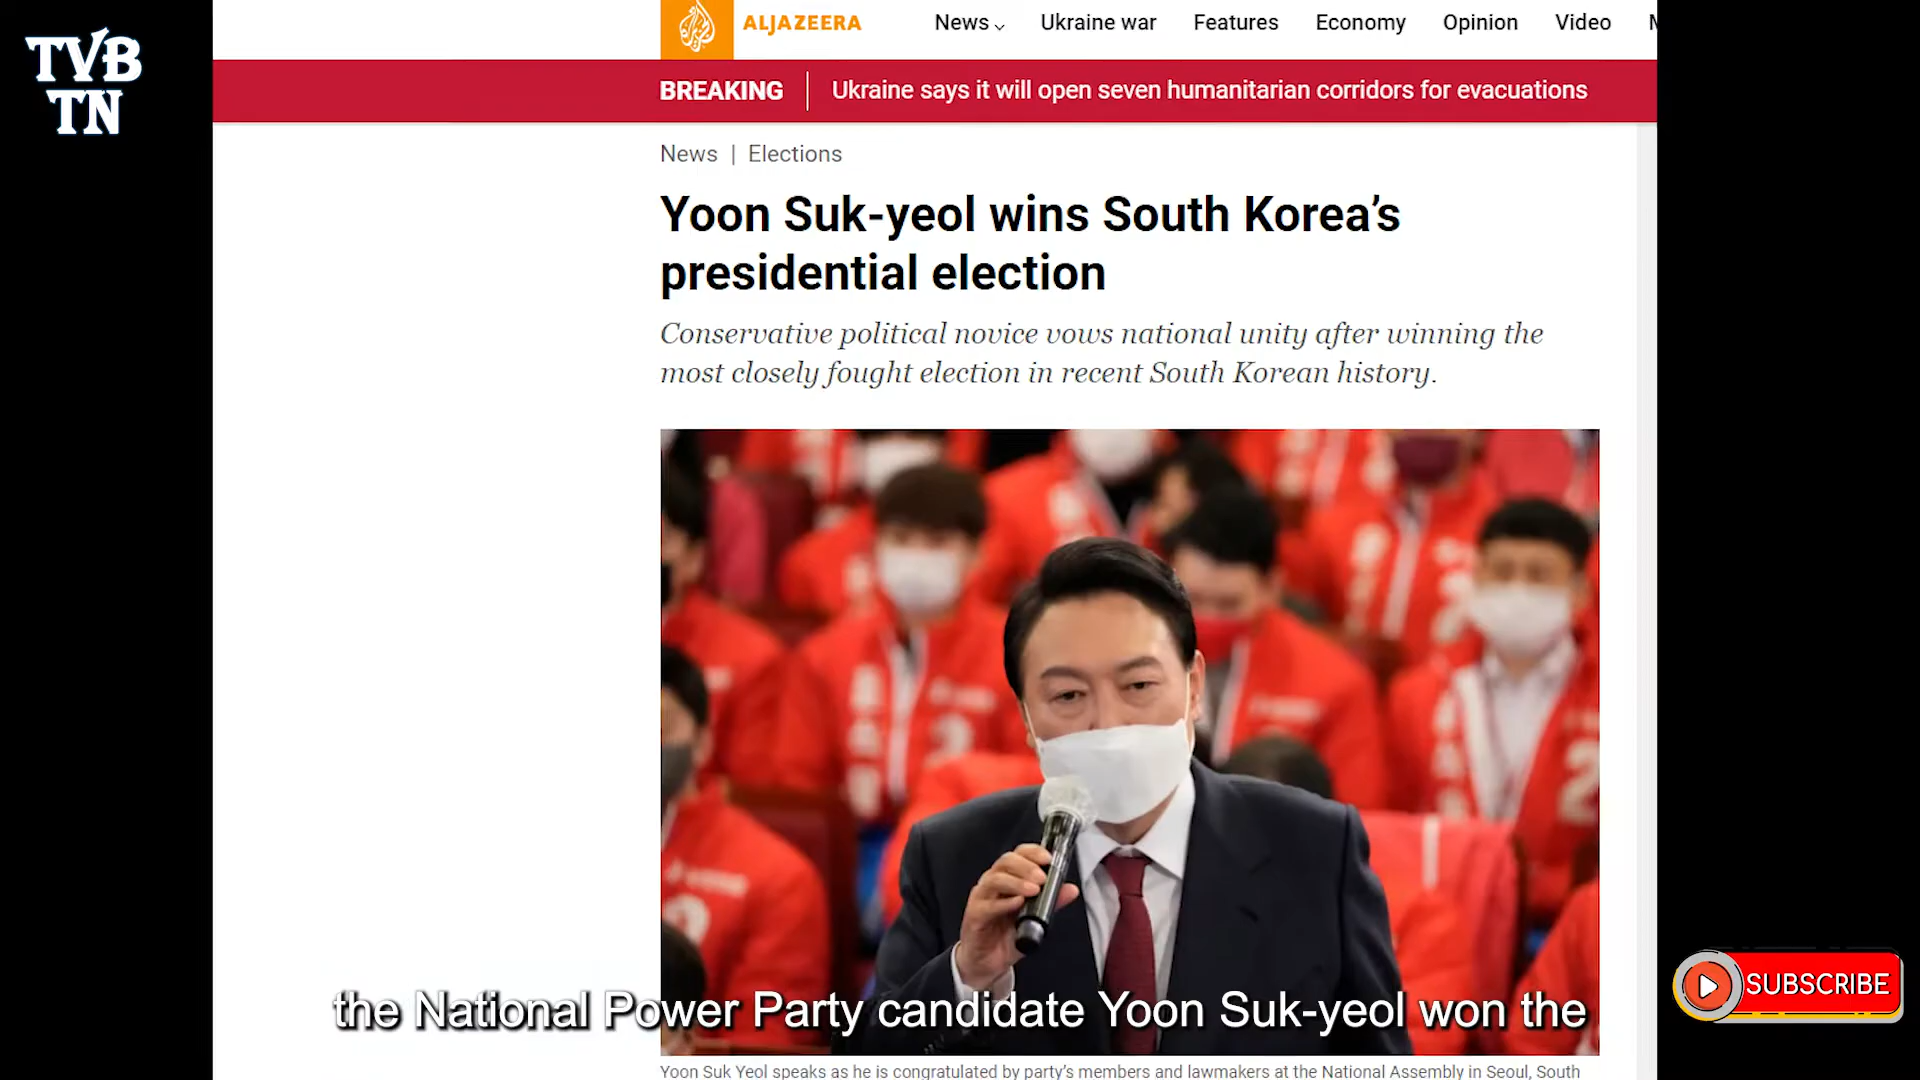 TVB
TN
ALJAZEERA
News Ukraine war Features Economy Opinion Video
BREAKING Ukraine says it will open seven humanitarian corridors for evacuations
News | Elections
Yoon Suk-yeol wins South Korea’s
presidential election
Conservative political novice vows national unity after winning the
most closely fought election in recent South Korean history.
SUBSCRIBE
the National Power Party candidate Yoon Suk-yeol won the
Yoon Suk Yeol speaks as he is congratulated by party's members and lawmakers at the National Assembly in Seoul, South